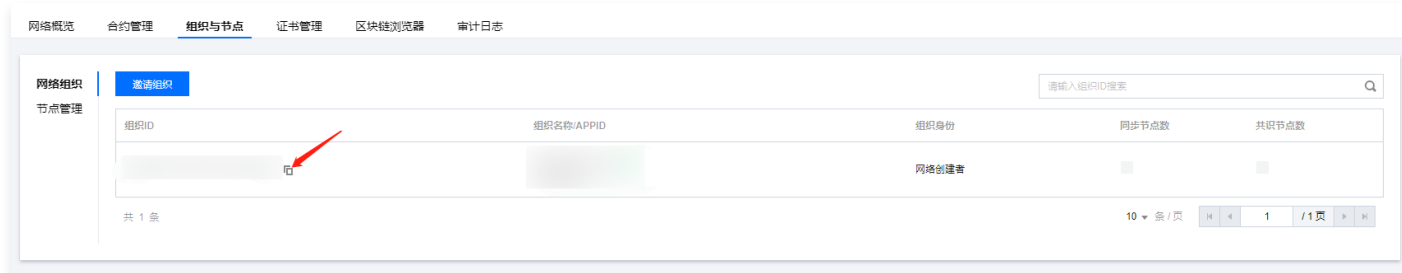 网络概览 合约管理 组织与节点 证书管理 区块链浏览器 审计日志
网络组织 邀请组织 请输入组织ID搜索
节点管理
组织ID 组织名称/APPID 组织身份 同步节点数 共识节点数
网络创建者
共 1 条 10 条 / 页 1 / 1 页